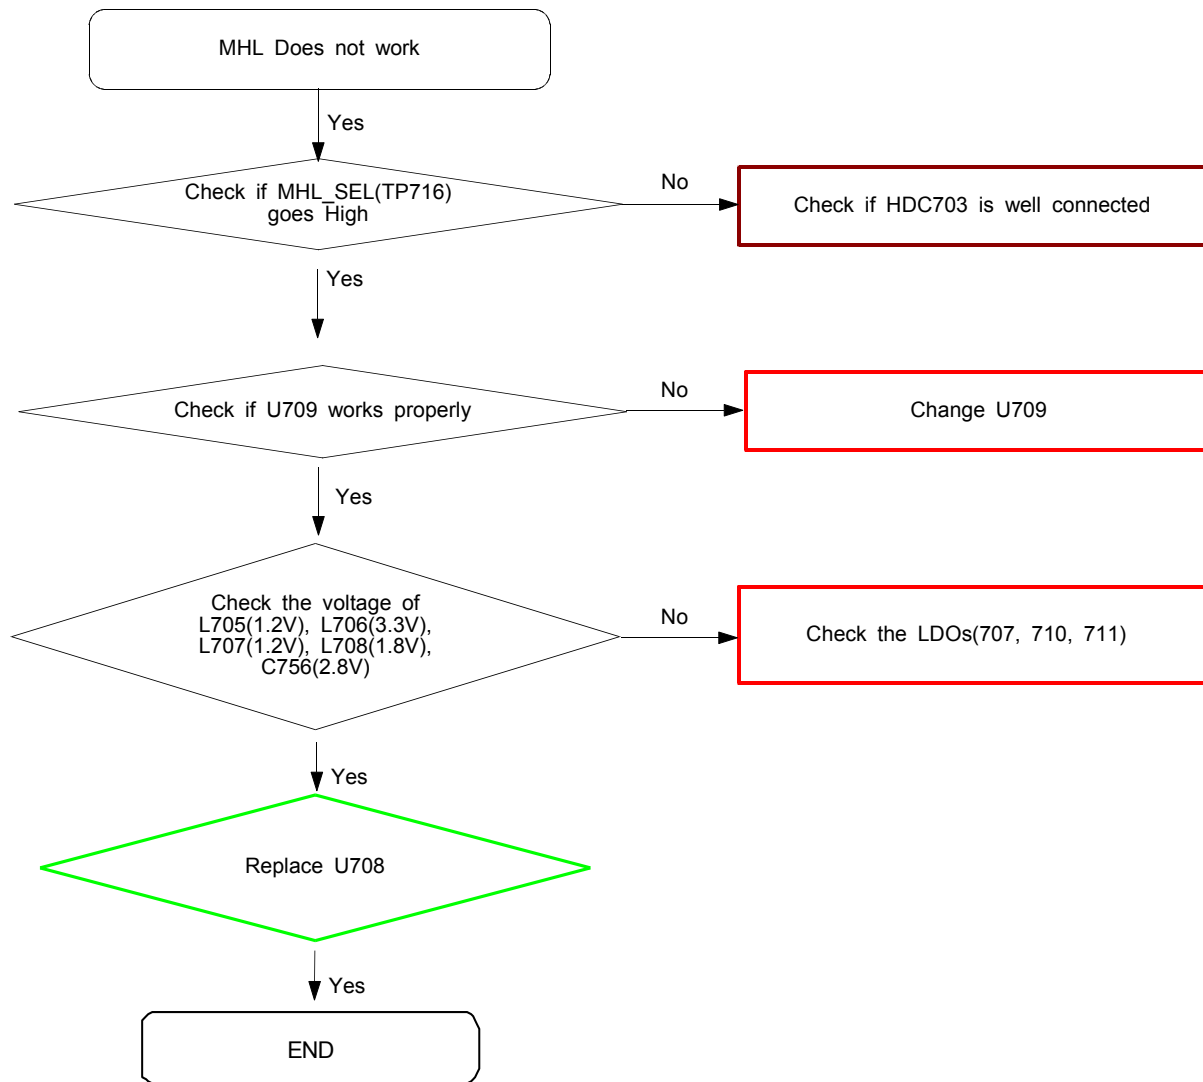 MHL Does not work
Yes
Check if MHL_SEL(TP716)
goes High
No
Check if HDC703 is well connected
Yes
Check if U709 works properly
No
Change U709
Yes
Check the voltage of
L705(1.2V), L706(3.3V),
L707(1.2V), L708(1.8V),
C756(2.8V)
No
Check the LDOs(707, 710, 711)
Yes
Replace U708
Yes
END